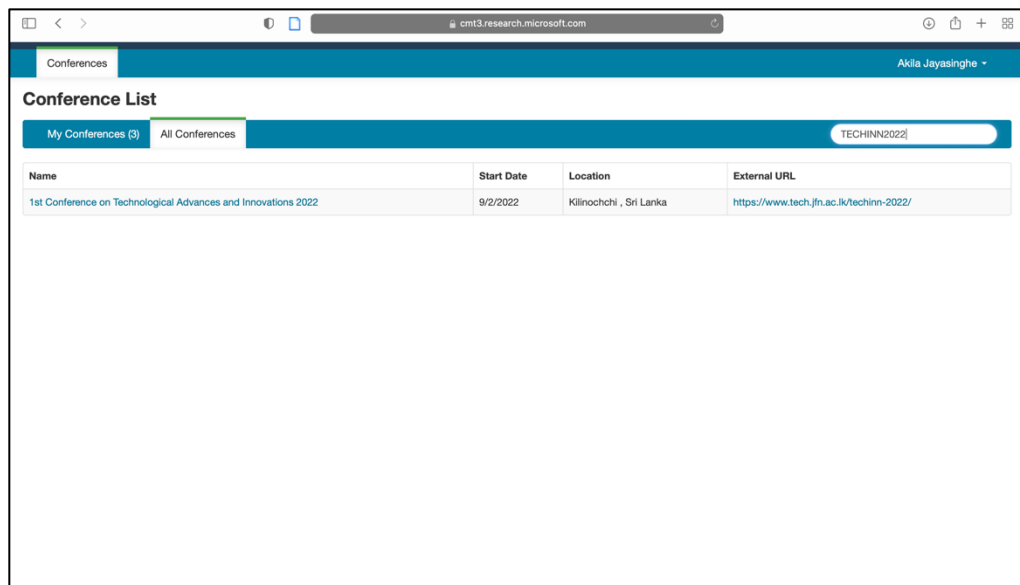 cmt3.research.microsoft.com
Conferences
Akila Jayasinghe
Conference List
My Conferences (3) All Conferences TECHINN2022
Name Start Date Location External URL
1st Conference on Technological Advances and Innovations 2022 9/2/2022 Kilinochchi , Sri Lanka https://www.tech.jfn.ac.lk/techinn-2022/